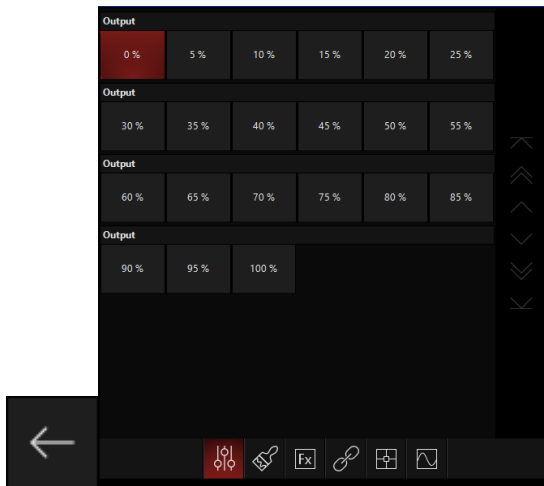 Output
0 % 5 % 10 % 15 % 20 % 25 %
Output
30 % 35 % 40 % 45 % 50 % 55 %
Output
60 % 65 % 70 % 75 % 80 % 85 %
Output
90 % 95 % 100 %
Fx